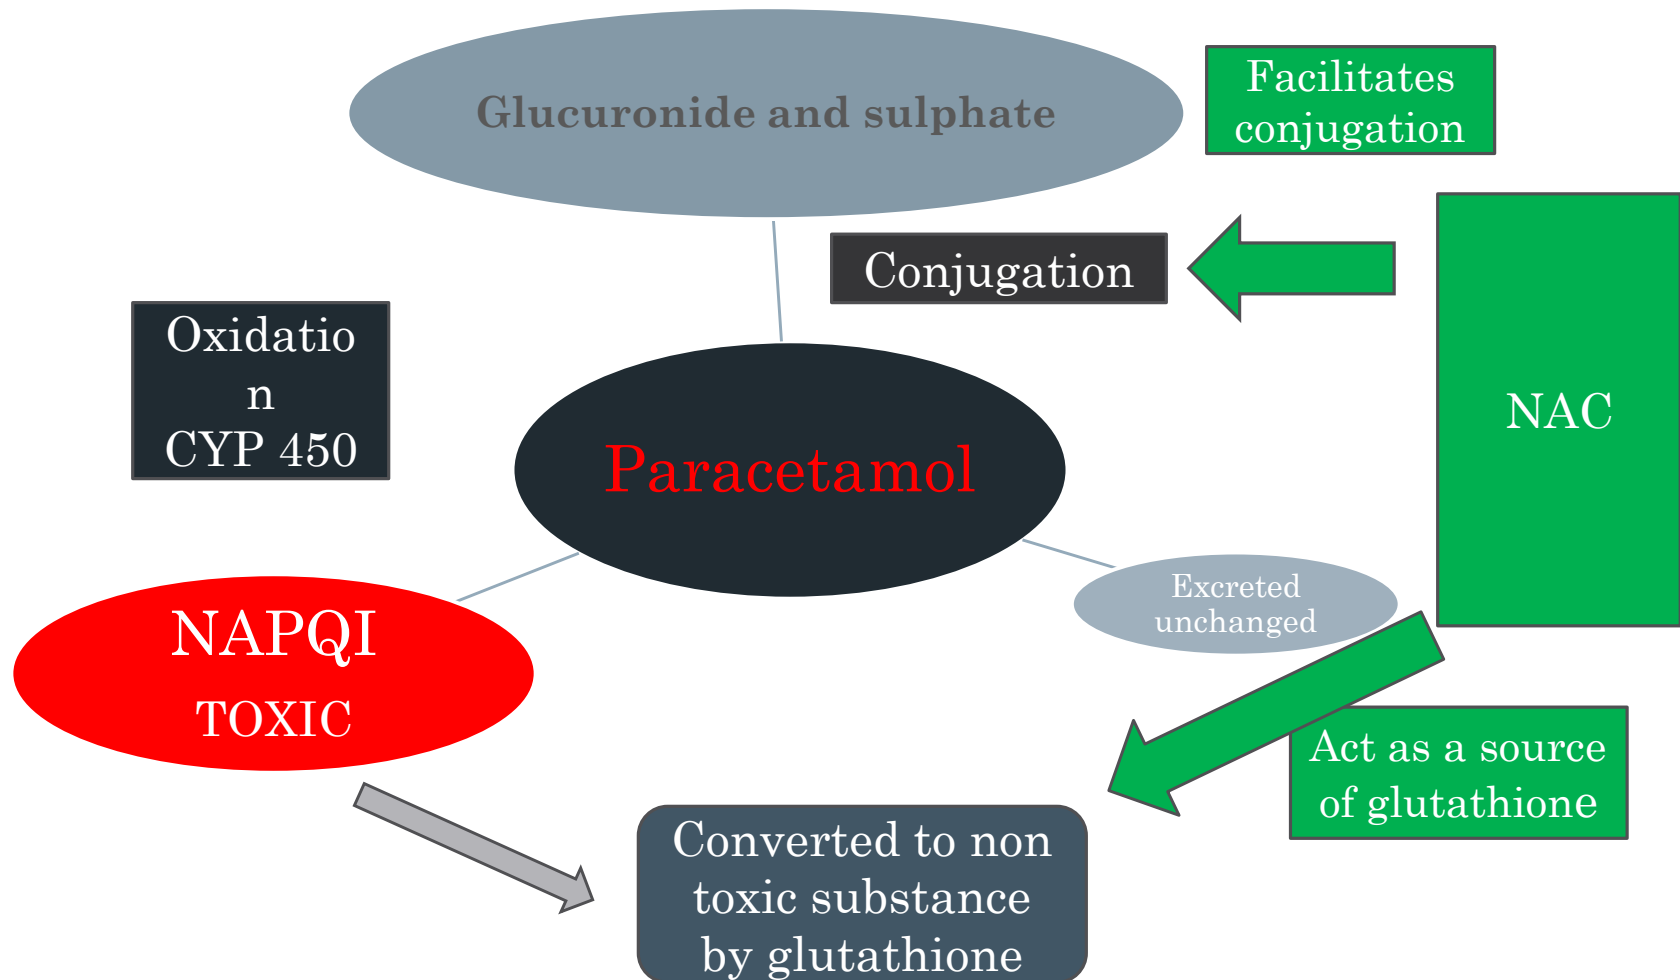 Glucuronide and sulphate
Facilitates
conjugation
Conjugation
Oxidatio
n
CYP 450
NAC
Paracetamol
Excreted
unchanged
NAPQI
TOXIC
Act as a source
of glutathione
Converted to non
toxic substance
by glutathione